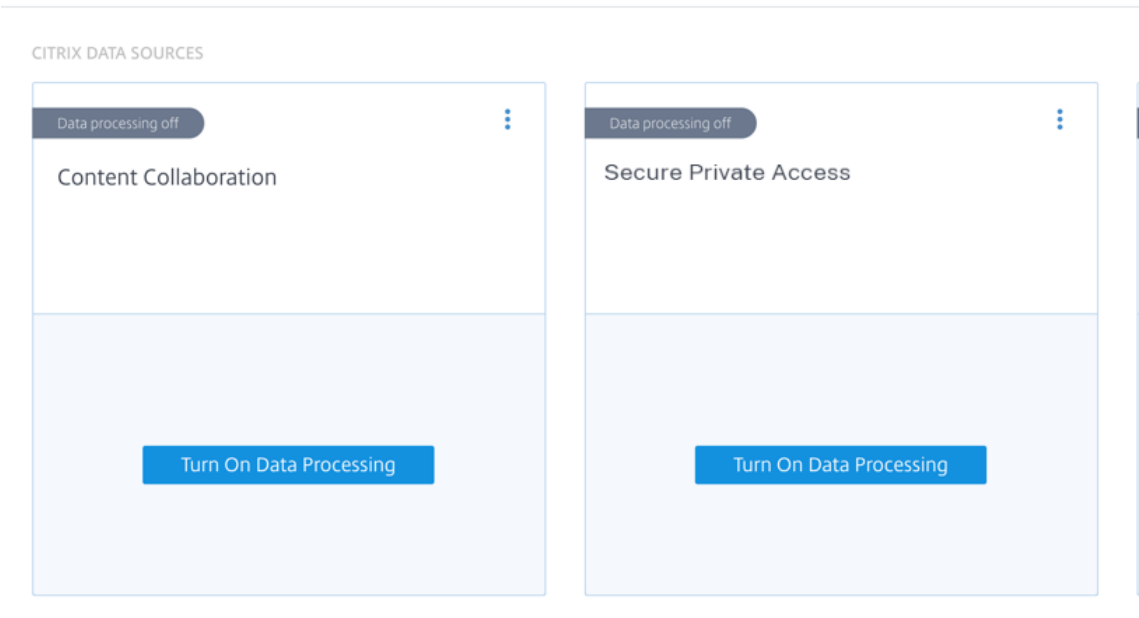 CITRIX DATA SOURCES
Data processing off
Content Collaboration
Turn On Data Processing
Data processing off
Secure Private Access
Turn On Data Processing